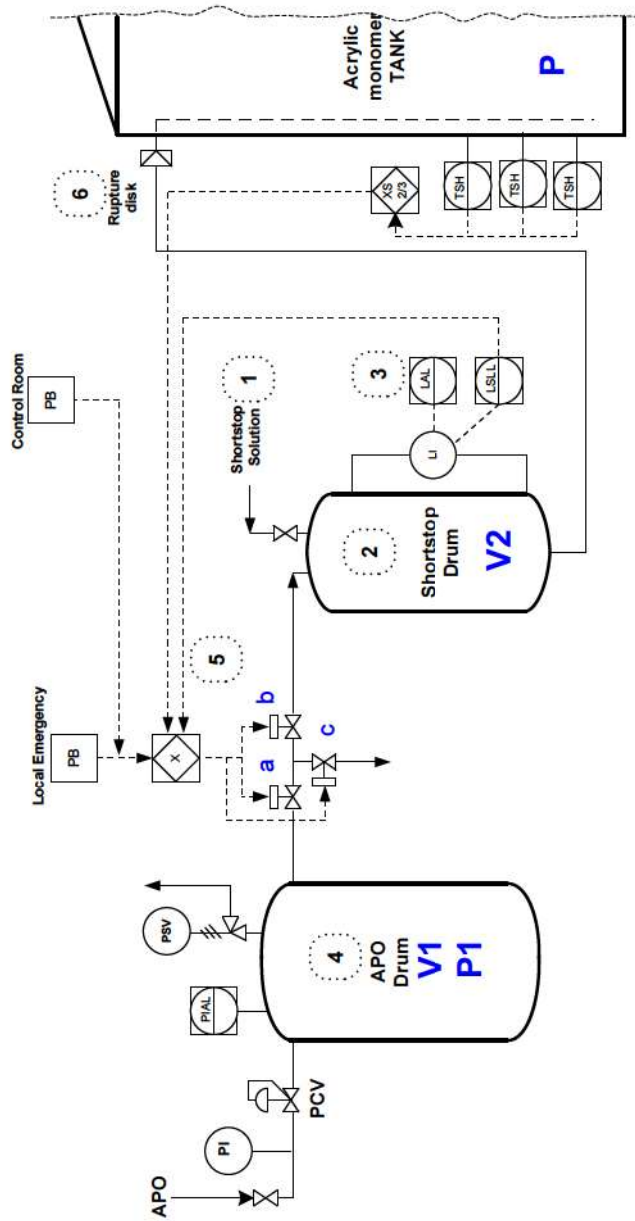 APO
PI
PCV
PIAL
PSV
4
APO
Drum
V1
P1
Local Emergency
PB
Control Room
PB
X
5
a
b
c
1
Shortstop
Solution
2
Shortstop
Drum
V2
3
LAL
LI
LSLL
6
Rupture
disk
XS
2/3
TSH
TSH
TSH
Acrylic
monomer
TANK
P